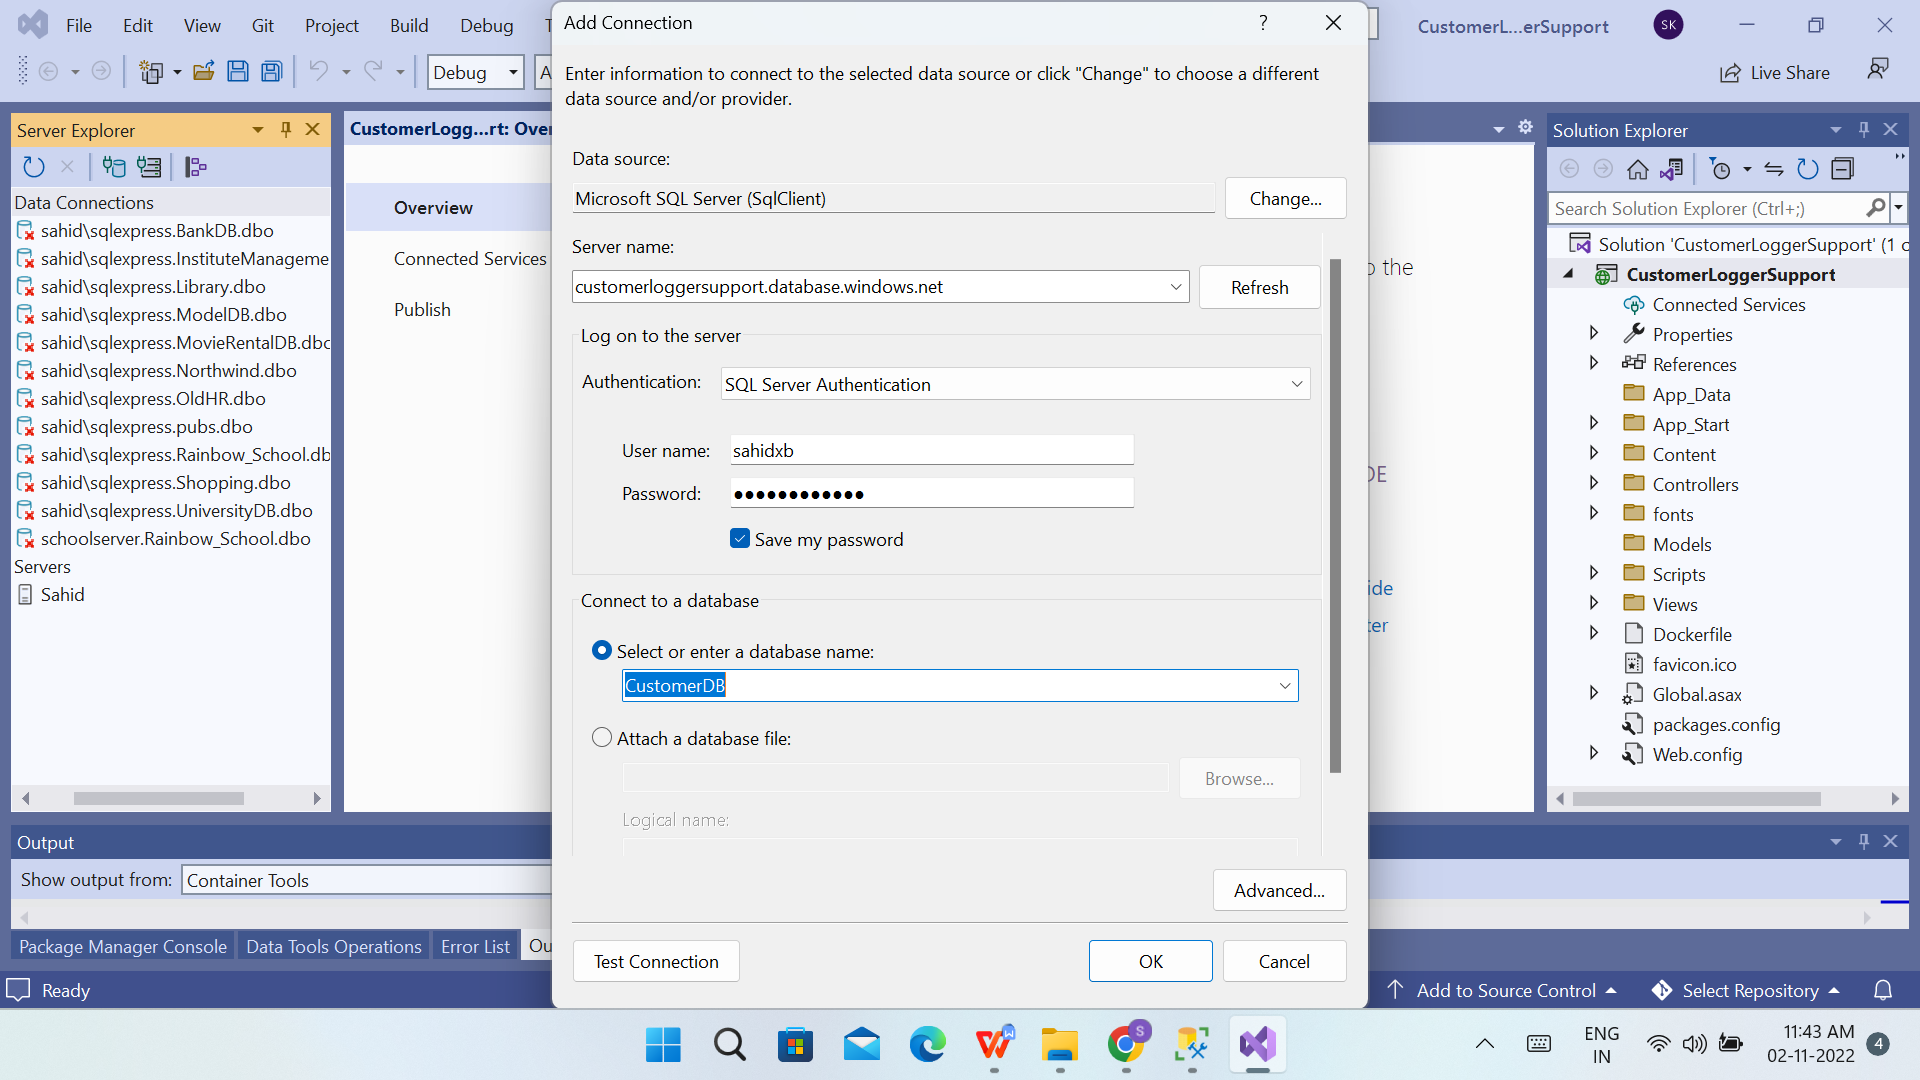 File Edit View Git Project Build Debug
CustomerL...erSupport SK
Debug
Live Share
Server Explorer
Data Connections
sahid\sqlexpress.BankDB.dbo
sahid\sqlexpress.InstituteManageme
sahid\sqlexpress.Library.dbo
sahid\sqlexpress.ModelDB.dbo
sahid\sqlexpress.MovieRentalDB.dbo
sahid\sqlexpress.Northwind.dbo
sahid\sqlexpress.OldHR.dbo
sahid\sqlexpress.pubs.dbo
sahid\sqlexpress.Rainbow_School.db
sahid\sqlexpress.Shopping.dbo
sahid\sqlexpress.UniversityDB.dbo
schoolserver.Rainbow_School.dbo
Servers
Sahid
CustomerLogg...rt: Over
Overview
Connected Services
Publish
Add Connection ?
Enter information to connect to the selected data source or click "Change" to choose a different
data source and/or provider.
Data source:
Microsoft SQL Server (SqlClient) Change...
Server name:
customerloggersupport.database.windows.net Refresh
Log on to the server
Authentication: SQL Server Authentication
User name: sahidxb
Password: ●●●●●●●●●●●●
Save my password
Connect to a database
Select or enter a database name:
CustomerDB
Attach a database file:
Browse...
Logical name:
Advanced...
Test Connection OK Cancel
the
DE
ide
ter
Solution Explorer
Search Solution Explorer (Ctrl+;)
Solution 'CustomerLoggerSupport' (1 o
CustomerLoggerSupport
Connected Services
Properties
References
App_Data
App_Start
Content
Controllers
fonts
Models
Scripts
Views
Dockerfile
favicon.ico
Global.asax
packages.config
Web.config
Output
Show output from: Container Tools
Package Manager Console Data Tools Operations Error List Ou
Ready Add to Source Control Select Repository
S
ENG
IN
11:43 AM
02-11-2022
4